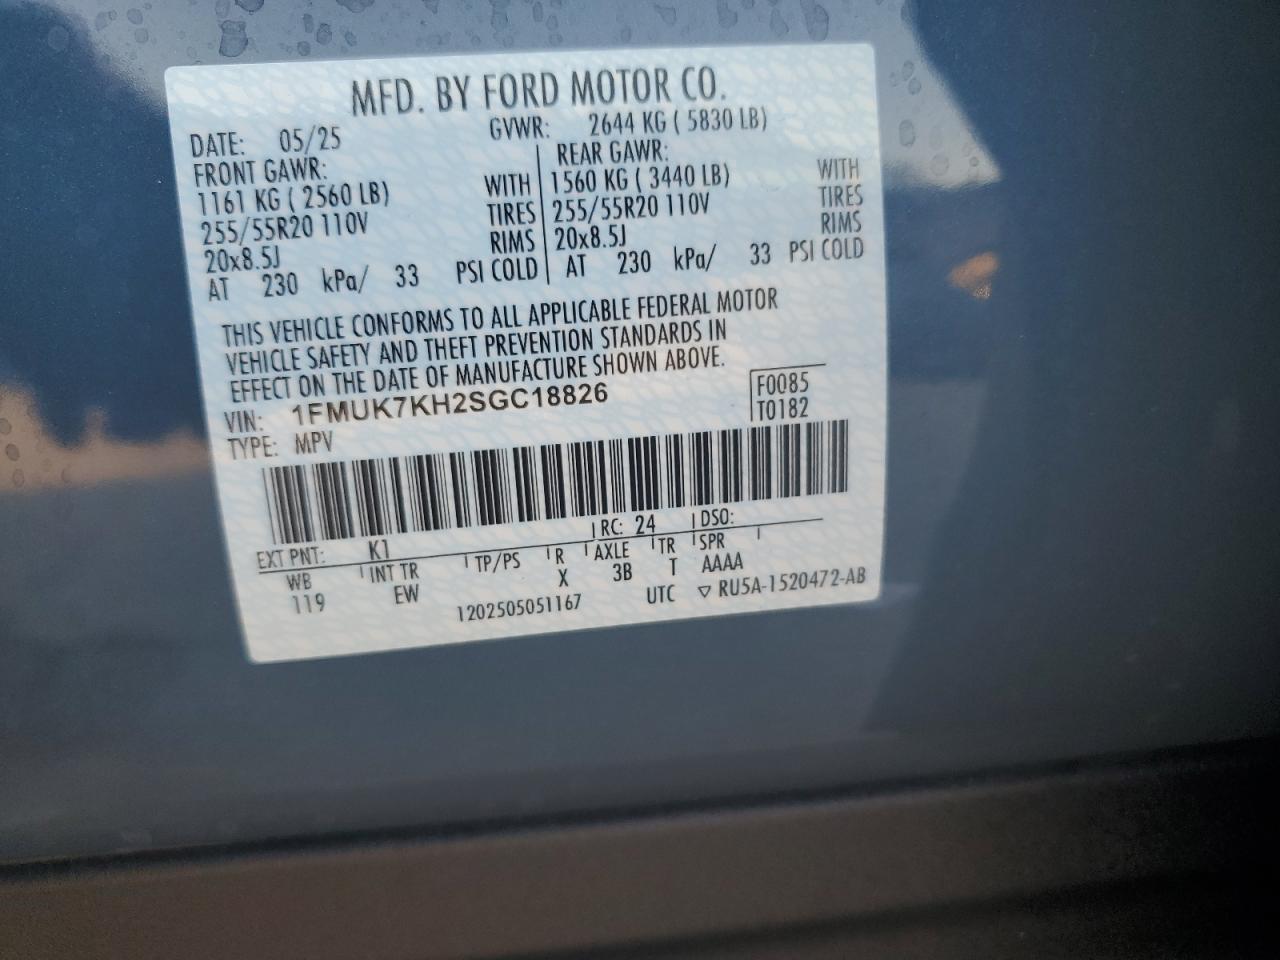 MFD. BY FORD MOTOR CO.
DATE: 05/25 GVWR: 2644 KG ( 5830 LB)
FRONT GAWR: REAR GAWR:
1161 KG ( 2560 LB) WITH 1560 KG ( 3440 LB) WITH
255/55R20 110V TIRES 255/55R20 110V TIRES
20x8.5J RIMS 20x8.5J RIMS
AT 230 kPa/ 33 PSI COLD AT 230 kPa/ 33 PSI COLD
THIS VEHICLE CONFORMS TO ALL APPLICABLE FEDERAL MOTOR
VEHICLE SAFETY AND THEFT PREVENTION STANDARDS IN
EFFECT ON THE DATE OF MANUFACTURE SHOWN ABOVE.
VIN: 1FMUK7KH2SGC18826 F0085
TYPE: MPV T0182
EXT PNT: K1 RC: 24 DSO:
WB INT TR TP/PS R AXLE TR SPR
119 EW X 3B T AAAA
1202505051167 UTC ▽ RU5A-1520472-AB